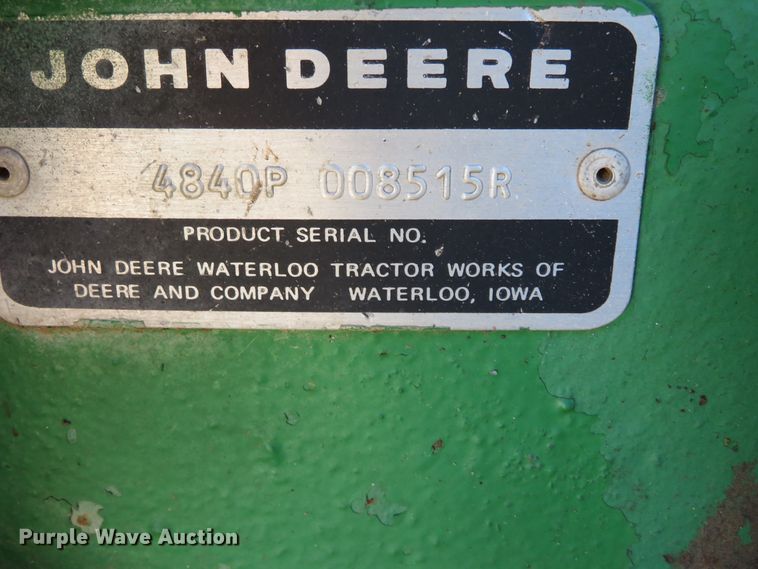 JOHN DEERE
4840P 008515R
PRODUCT SERIAL NO.
JOHN DEERE WATERLOO TRACTOR WORKS OF
DEERE AND COMPANY WATERLOO, IOWA
Purple Wave Auction